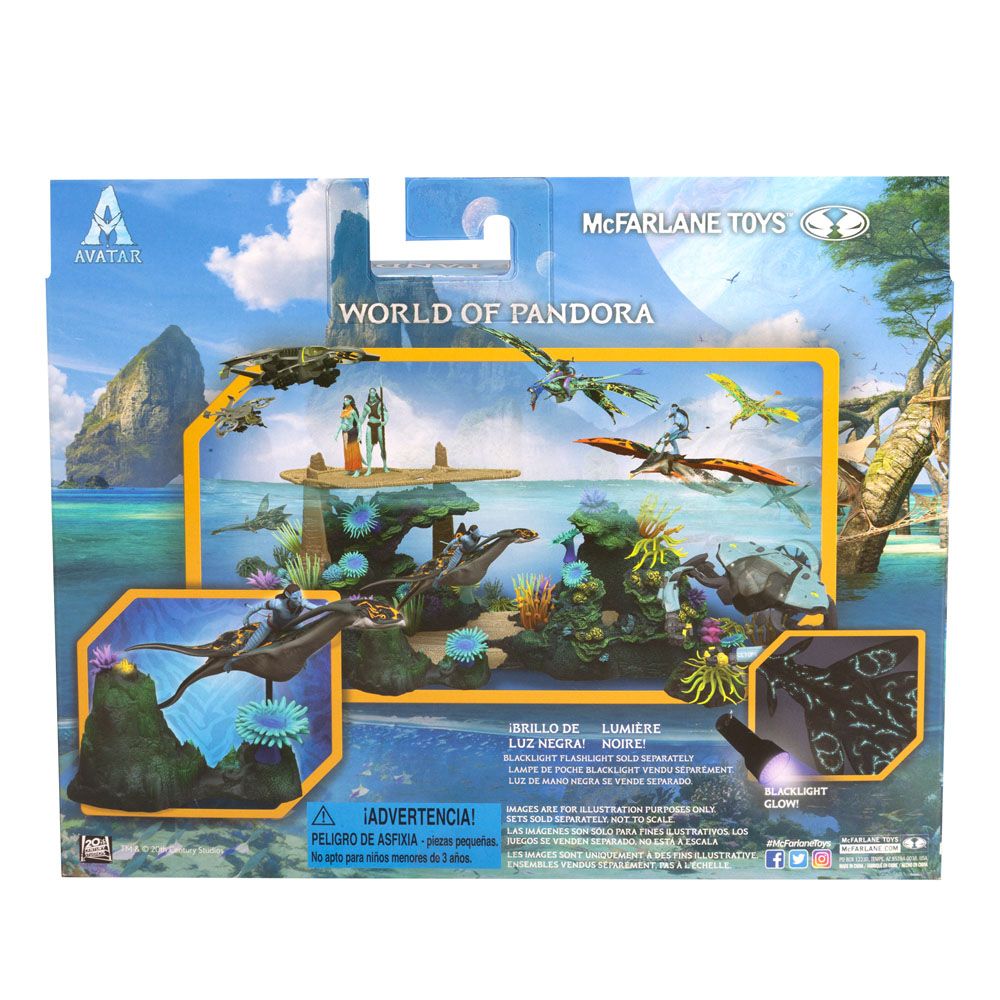 AVATAR
McFARLANE TOYS™
WORLD OF PANDORA
¡BRILLO DE
LUZ NEGRA!
LUMIÈRE
NOIRE!
BLACKLIGHT FLASHLIGHT SOLD SEPARATELY
LAMPE DE POCHE BLACKLIGHT VENDU SÉPARÉMENT.
LUZ DE MANO NEGRA SE VENDE SEPARADO.
BLACKLIGHT
GLOW!
¡ADVERTENCIA!
PELIGRO DE ASFIXIA - piezas pequeñas.
No apto para niños menores de 3 años.
IMAGES ARE FOR ILLUSTRATION PURPOSES ONLY.
SETS SOLD SEPARATELY. NOT TO SCALE.
LAS IMÁGENES SON SÓLO PARA FINES ILUSTRATIVOS. LOS
JUEGOS SE VENDEN SEPARADO. NO ESTÁ A ESCALA
LES IMAGES SONT UNIQUEMENT À DES FINS ILLUSTRATIVE.
ENSEMBLES VENDUS SÉPARÉMENT. PAS À L'ÉCHELLE.
TM & © 20th Century Studios
#McFarlaneToys
McFARLANE TOYS
McFARLANE.COM